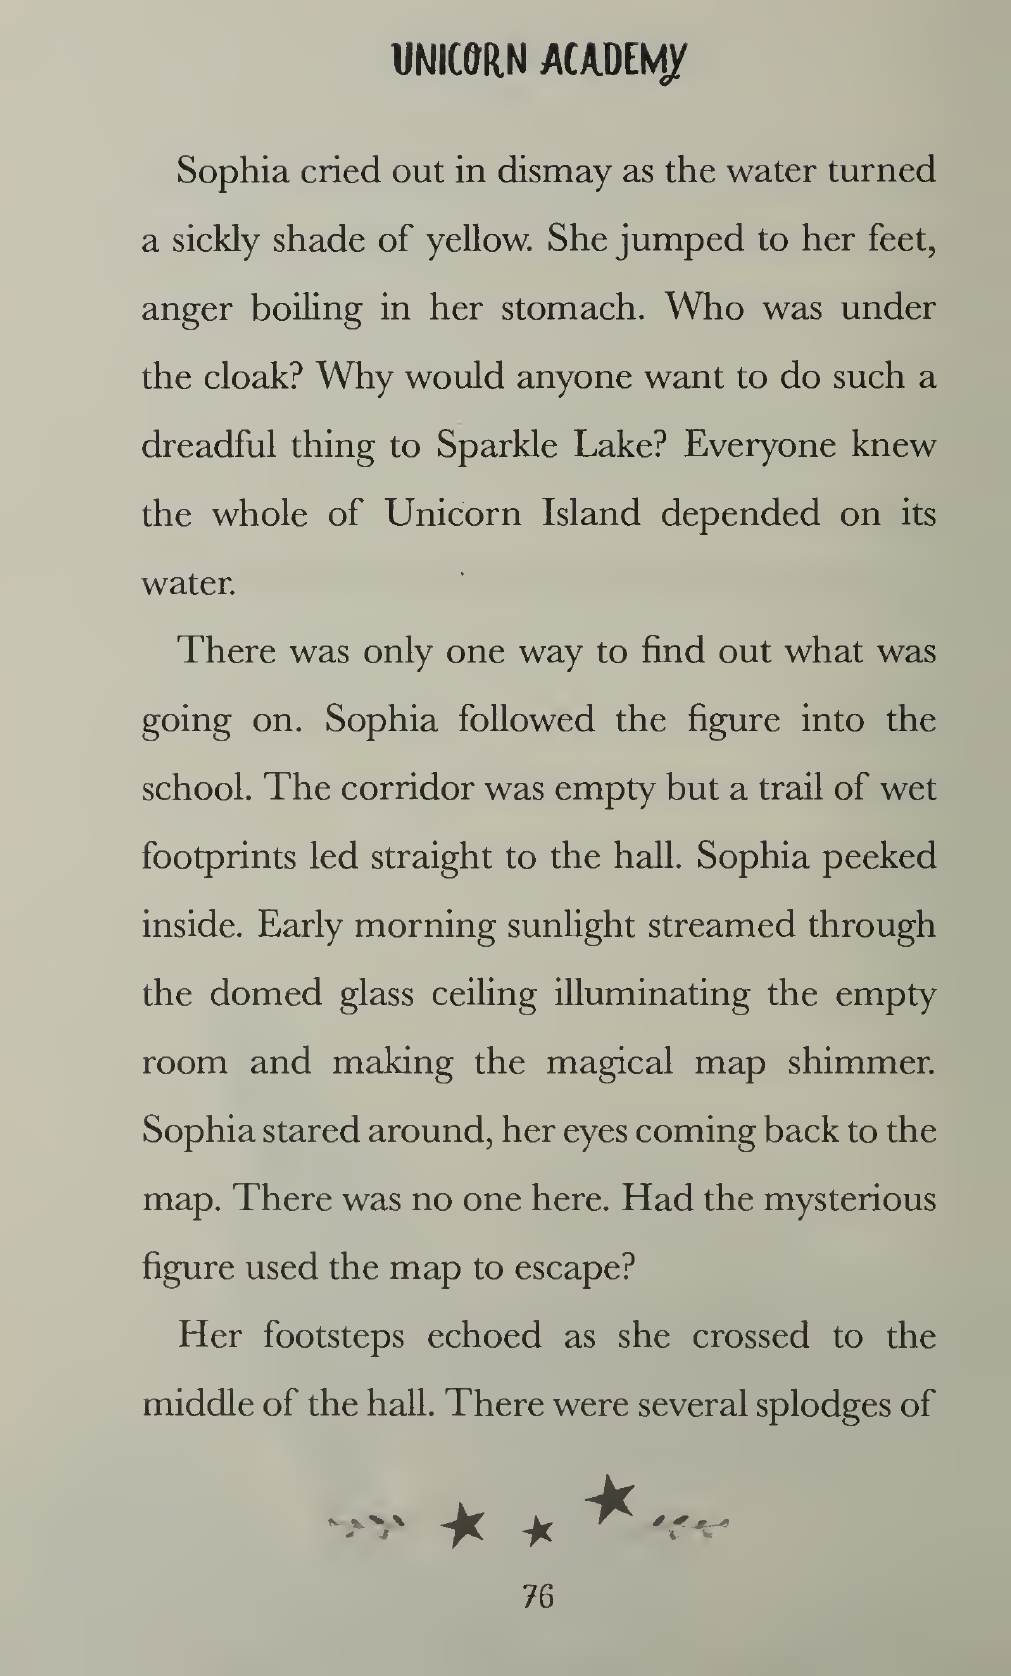 UNICORN ACADEMY
Sophia cried out in dismay as the water turned
a sickly shade of yellow. She jumped to her feet,
anger boiling in her stomach. Who was under
the cloak? Why would anyone want to do such a
dreadful thing to Sparkle Lake? Everyone knew
the whole of Unicorn Island depended on its
water.
There was only one way to find out what was
going on. Sophia followed the figure into the
school. The corridor was empty but a trail of wet
footprints led straight to the hall. Sophia peeked
inside. Early morning sunlight streamed through
the domed glass ceiling illuminating the empty
room and making the magical map shimmer.
Sophia stared around, her eyes coming back to the
map. There was no one here. Had the mysterious
figure used the map to escape?
Her footsteps echoed as she crossed to the
middle of the hall. There were several splodges of
76